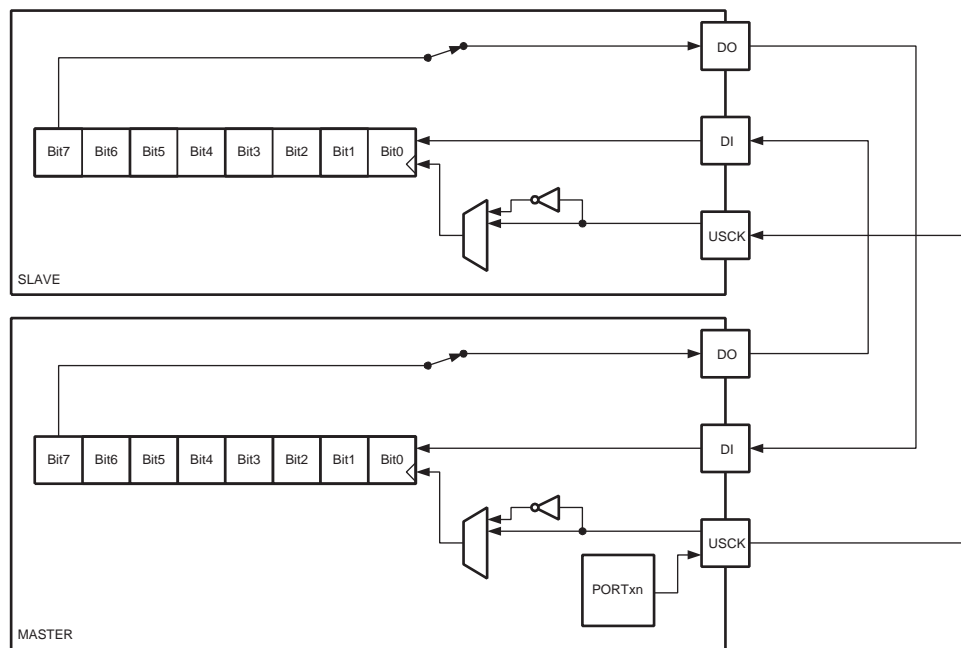 DO
Bit7 Bit6 Bit5 Bit4 Bit3 Bit2 Bit1 Bit0
DI
USCK
SLAVE
DO
Bit7 Bit6 Bit5 Bit4 Bit3 Bit2 Bit1 Bit0
DI
USCK
PORTxn
MASTER